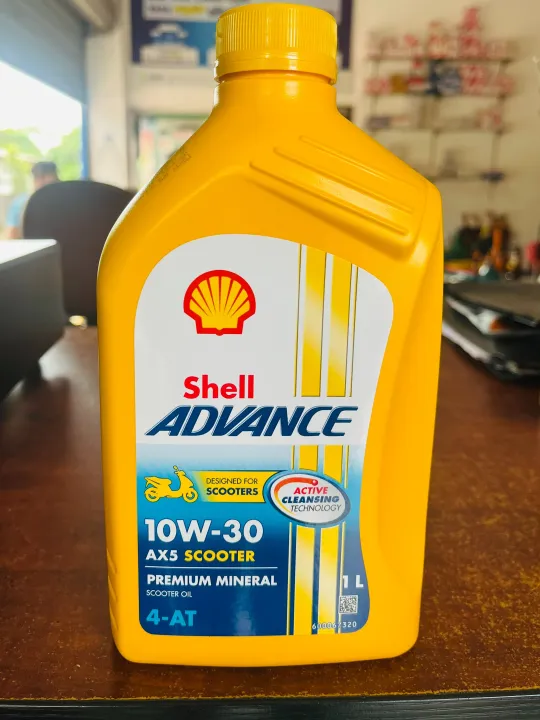 Shell
ADVANCE
DESIGNED FOR
SCOOTERS
ACTIVE
CLEANSING
TECHNOLOGY
10W-30
AX5 SCOOTER
PREMIUM MINERAL
1 L
SCOOTER OIL
4-AT